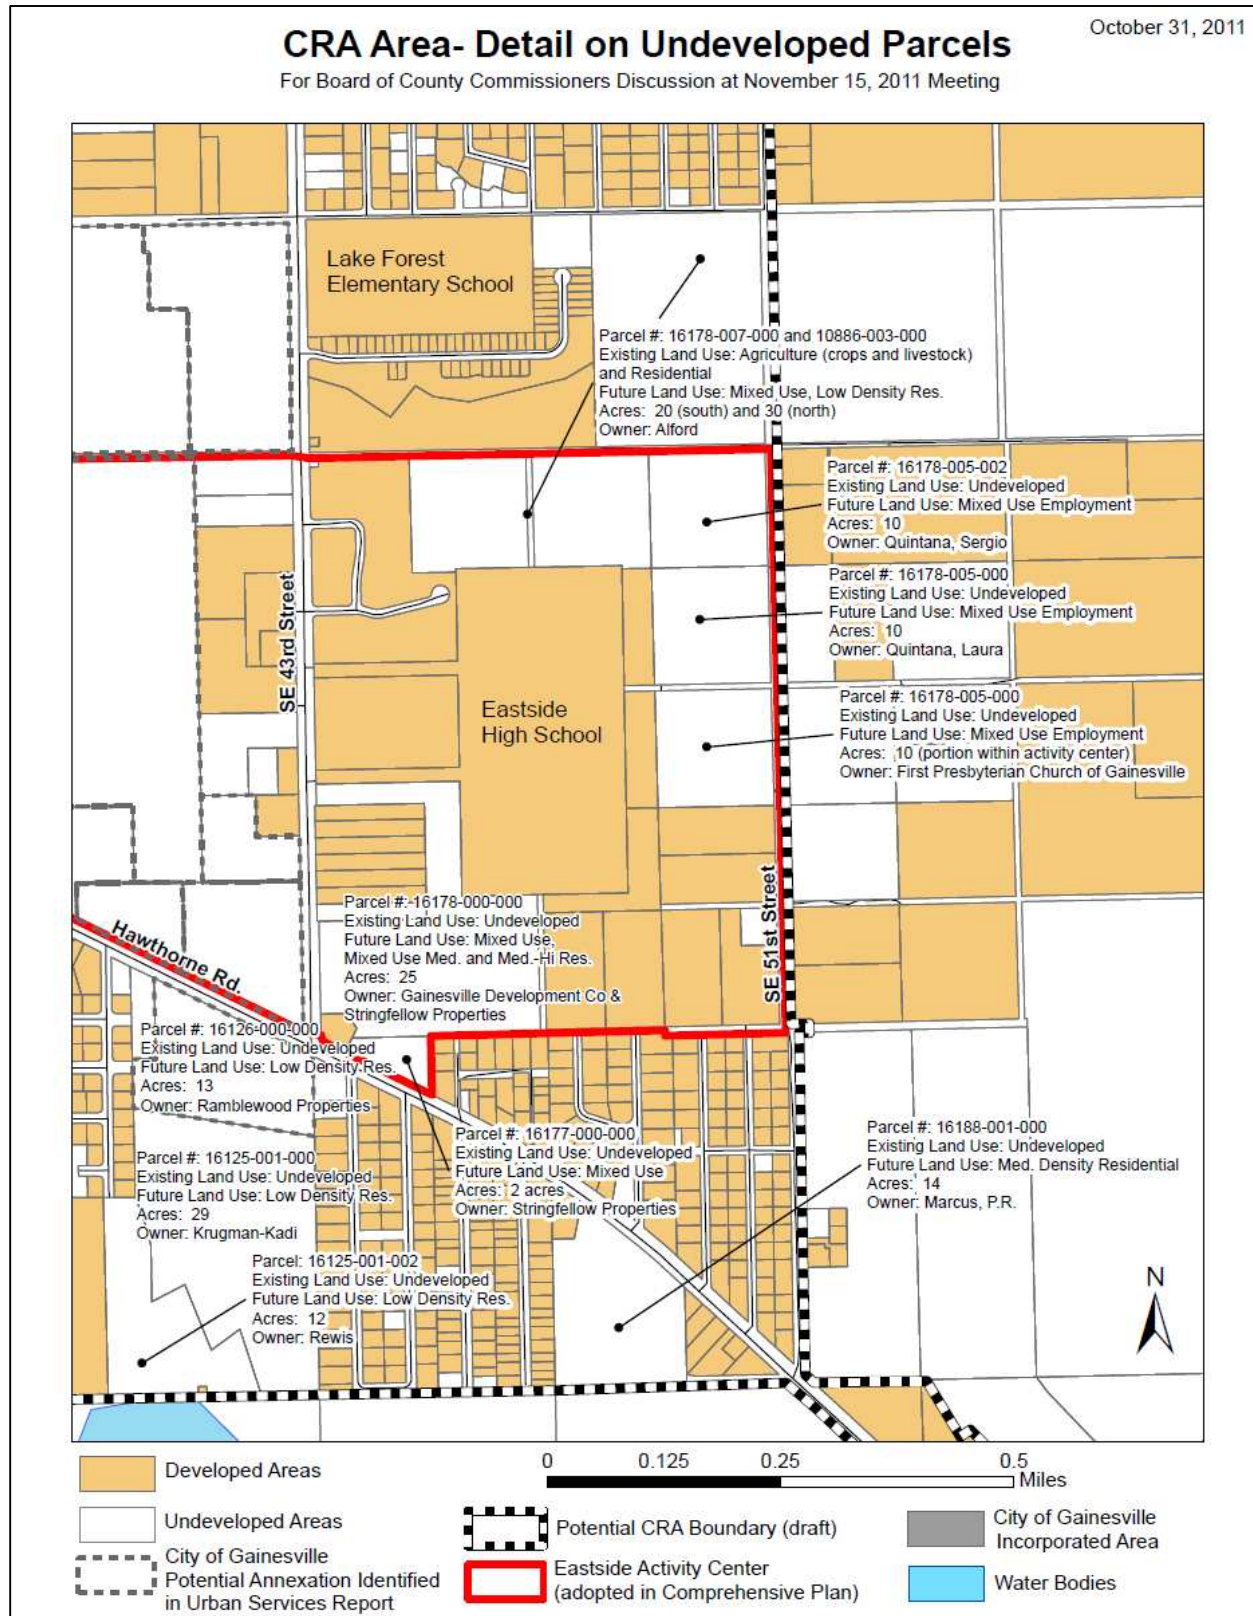 October 31, 2011
CRA Area- Detail on Undeveloped Parcels
For Board of County Commissioners Discussion at November 15, 2011 Meeting
Lake Forest
Elementary School
Parcel #: 16178-007-000 and 10886-003-000
Existing Land Use: Agriculture (crops and livestock)
and Residential
Future Land Use: Mixed Use, Low Density Res.
Acres: 20 (south) and 30 (north)
Owner: Alford
Parcel #: 16178-005-002
Existing Land Use: Undeveloped
Future Land Use: Mixed Use Employment
Acres: 10
Owner: Quintana, Sergio
Parcel #: 16178-005-000
Existing Land Use: Undeveloped
Future Land Use: Mixed Use Employment
Acres: 10
Owner: Quintana, Laura
SE 43rd Street
Eastside
High School
Parcel #: 16178-005-000
Existing Land Use: Undeveloped
Future Land Use: Mixed Use Employment
Acres: 10 (portion within activity center)
Owner: First Presbyterian Church of Gainesville
SE 51st Street
Parcel #: 16178-000-000
Existing Land Use: Undeveloped
Future Land Use: Mixed Use,
Mixed Use Med. and Med.-Hi Res.
Acres: 25
Owner: Gainesville Development Co &
Stringfellow Properties
Hawthorne Rd.
Parcel #: 16126-000-000
Existing Land Use: Undeveloped
Future Land Use: Low Density Res.
Acres: 13
Owner: Ramblewood Properties
Parcel #: 16177-000-000
Existing Land Use: Undeveloped
Future Land Use: Mixed Use
Acres: 2 acres
Owner: Stringfellow Properties
Parcel #: 16188-001-000
Existing Land Use: Undeveloped
Future Land Use: Med. Density Residential
Acres: 14
Owner: Marcus, P.R.
Parcel #: 16125-001-000
Existing Land Use: Undeveloped
Future Land Use: Low Density Res.
Acres: 29
Owner: Krugman-Kadi
Parcel: 16125-001-002
Existing Land Use: Undeveloped
Future Land Use: Low Density Res.
Acres: 12
Owner: Rewis
N
0 0.125 0.25 0.5
Miles
Developed Areas
Undeveloped Areas
City of Gainesville
Potential Annexation Identified
in Urban Services Report
Potential CRA Boundary (draft)
Eastside Activity Center
(adopted in Comprehensive Plan)
City of Gainesville
Incorporated Area
Water Bodies